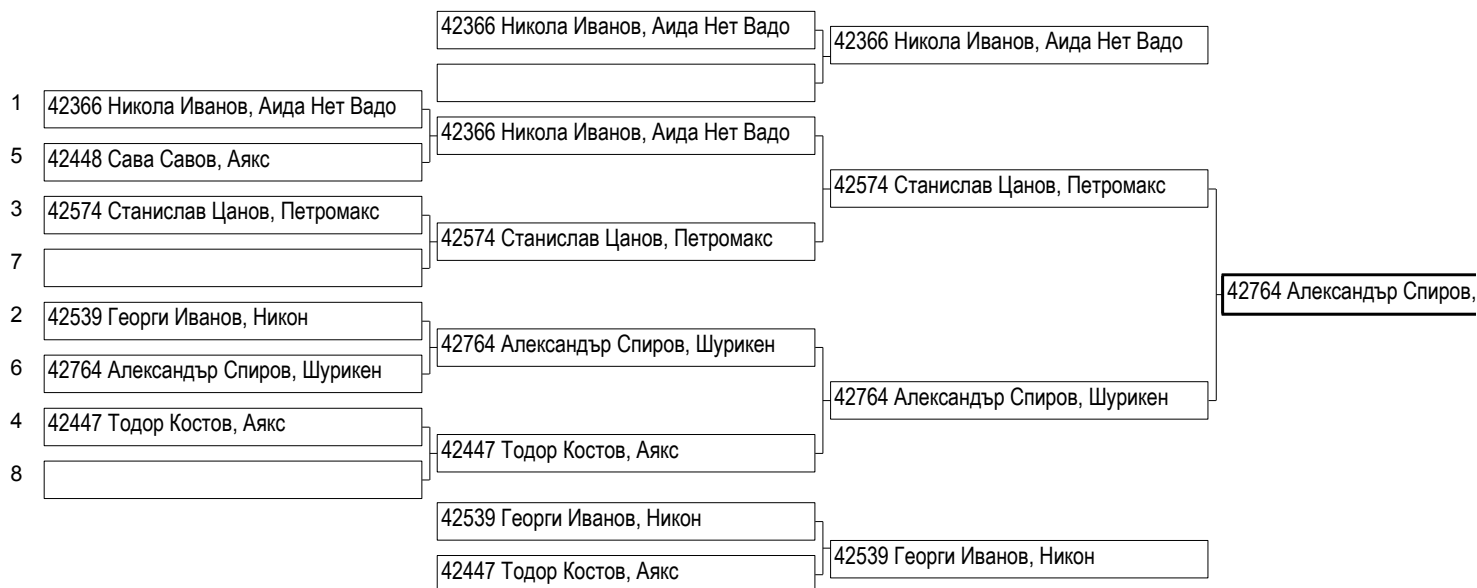 42366 Никола Иванов, Аида Нет Вадо
42366 Никола Иванов, Аида Нет Вадо
1 42366 Никола Иванов, Аида Нет Вадо
42366 Никола Иванов, Аида Нет Вадо
5 42448 Сава Савов, Аякс
42574 Станислав Цанов, Петромакс
3 42574 Станислав Цанов, Петромакс
42574 Станислав Цанов, Петромакс
7
42764 Александър Спиров,
2 42539 Георги Иванов, Никон
42764 Александър Спиров, Шурикен
6 42764 Александър Спиров, Шурикен
42764 Александър Спиров, Шурикен
4 42447 Тодор Костов, Аякс
42447 Тодор Костов, Аякс
8
42539 Георги Иванов, Никон
42539 Георги Иванов, Никон
42447 Тодор Костов, Аякс